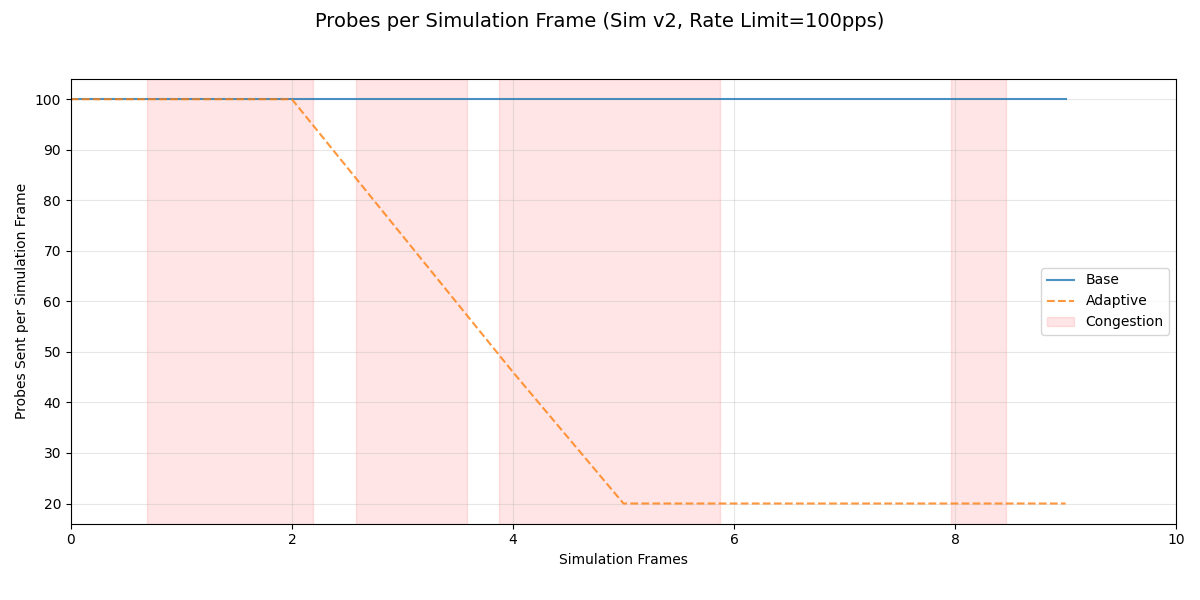 Probes per Simulation Frame (Sim v2, Rate Limit=100pps)
Probes Sent per Simulation Frame
100
90
80
70
60
50
40
30
20
Base
Adaptive
Congestion
0 2 4 6 8 10
Simulation Frames